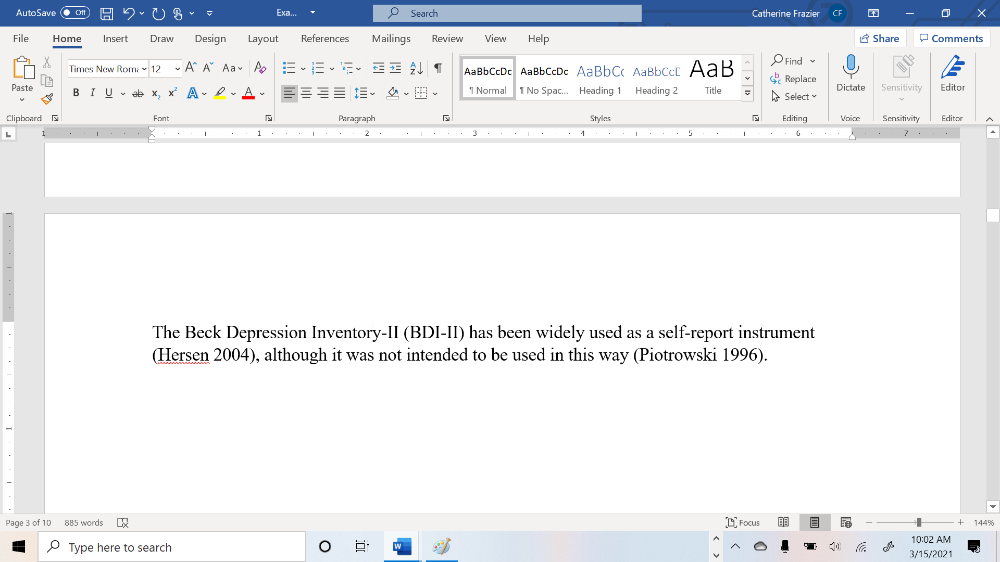 AutoSave Off Exa... Search Catherine Frazier CF
File Home Insert Draw Design Layout References Mailings Review View Help Share Comments
Paste
Clipboard
Times New Roma 12
Aa
B I U ab x2 x2 A A
Font
Paragraph
AaBbCcDc AaBbCcDc AaBbCc AaBbCcD AaB
¶ Normal ¶ No Spac... Heading 1 Heading 2 Title
Styles
Find
Replace
Select
Editing
Dictate
Voice
Sensitivity
Sensitivity
Editor
Editor
1 1 2 3 4 5 6 7
The Beck Depression Inventory-II (BDI-II) has been widely used as a self-report instrument
(Hersen 2004), although it was not intended to be used in this way (Piotrowski 1996).
1
1
Page 3 of 10 885 words Focus 144%
Type here to search
10:02 AM
3/15/2021